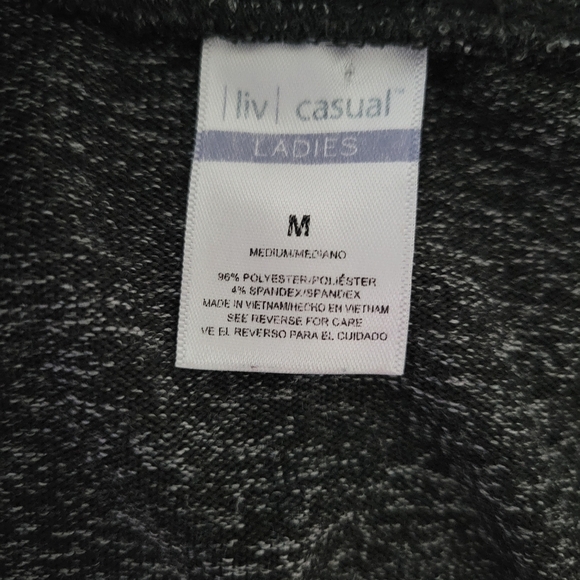 |liv| casual™
LADIES
M
MEDIUM/MEDIANO
96% POLYESTER/POLIÉSTER
4% SPANDEX/SPANDEX
MADE IN VIETNAM/HECHO EN VIETNAM
SEE REVERSE FOR CARE
VE EL REVERSO PARA EL CUIDADO